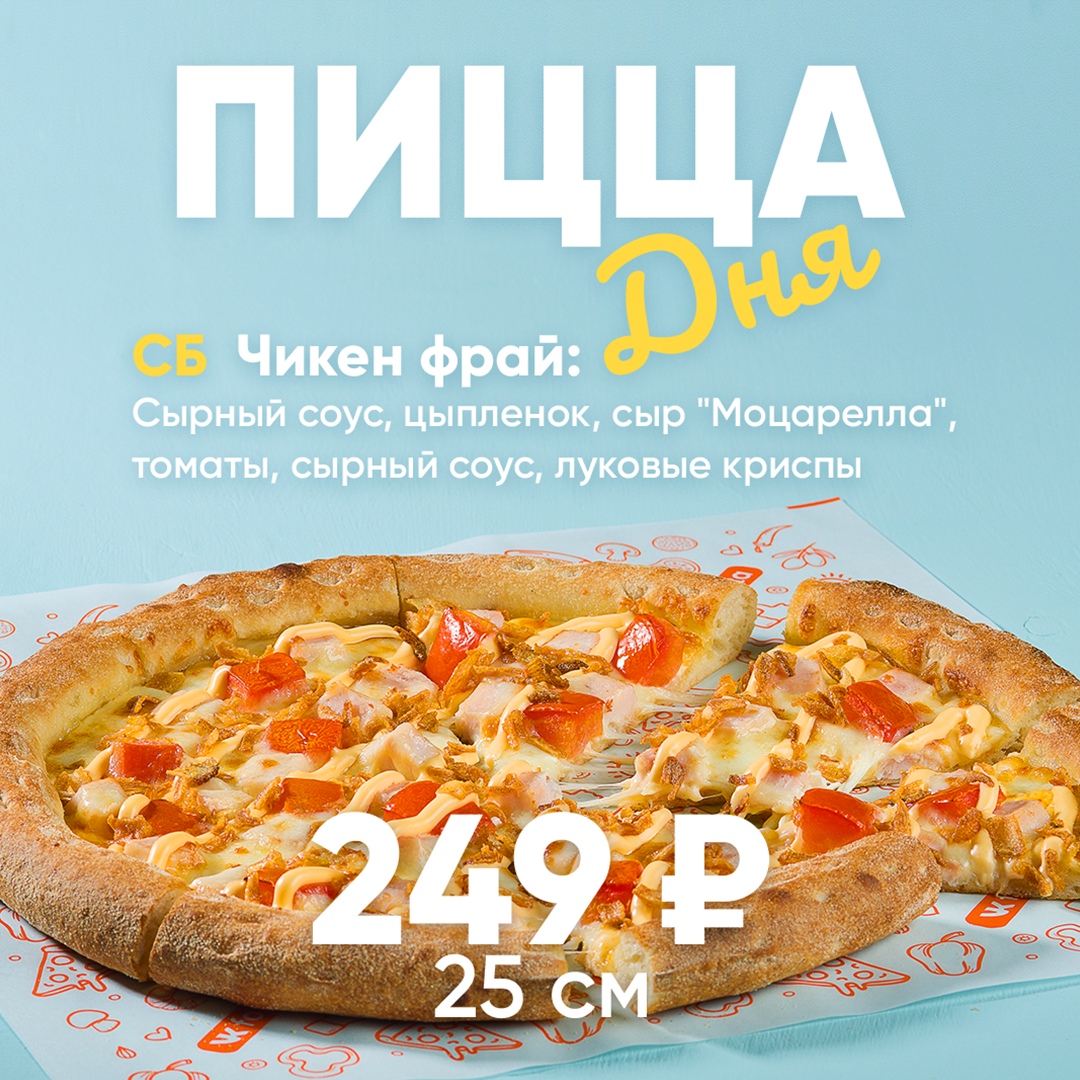 ПИЦЦА
Дня
СБ Чикен фрай:
Сырный соус, цыпленок, сыр "Моцарелла",
томаты, сырный соус, луковые криспы
249 ₽
25 см